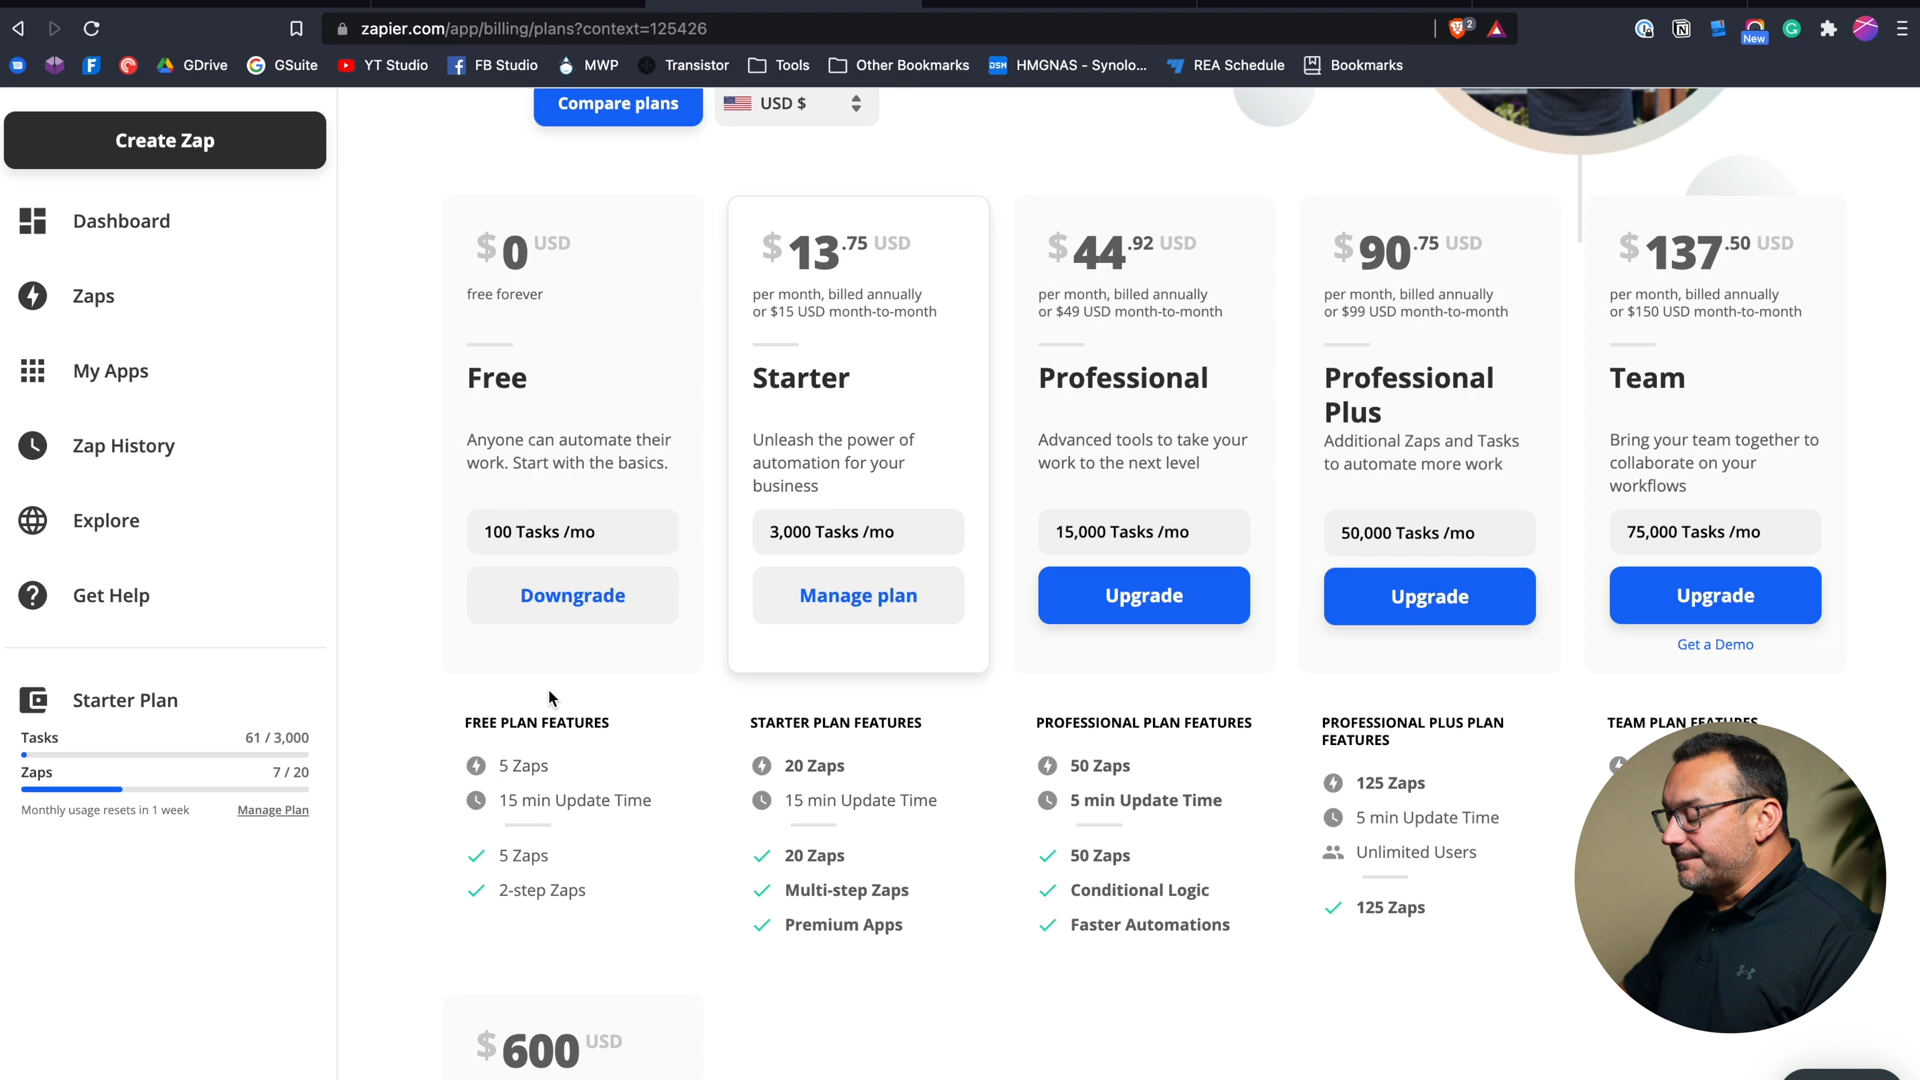 zapier.com/app/billing/plans?context=125426
2
New
GDrive
GSuite
YT Studio
FB Studio
MWP
Transistor
Tools
Other Bookmarks
DSM
HMGNAS - Synolo...
REA Schedule
Bookmarks
Create Zap
Dashboard
Zaps
My Apps
Zap History
Explore
Get Help
Starter Plan
Tasks 61 / 3,000
Zaps 7 / 20
Monthly usage resets in 1 week Manage Plan
Compare plans
USD $
$0 USD
free forever
Free
Anyone can automate their
work. Start with the basics.
100 Tasks /mo
Downgrade
$13.75 USD
per month, billed annually
or $15 USD month-to-month
Starter
Unleash the power of
automation for your
business
3,000 Tasks /mo
Manage plan
$44.92 USD
per month, billed annually
or $49 USD month-to-month
Professional
Advanced tools to take your
work to the next level
15,000 Tasks /mo
Upgrade
$90.75 USD
per month, billed annually
or $99 USD month-to-month
Professional
Plus
Additional Zaps and Tasks
to automate more work
50,000 Tasks /mo
Upgrade
$137.50 USD
per month, billed annually
or $150 USD month-to-month
Team
Bring your team together to
collaborate on your
workflows
75,000 Tasks /mo
Upgrade
Get a Demo
FREE PLAN FEATURES
5 Zaps
15 min Update Time
5 Zaps
2-step Zaps
STARTER PLAN FEATURES
20 Zaps
15 min Update Time
20 Zaps
Multi-step Zaps
Premium Apps
PROFESSIONAL PLAN FEATURES
50 Zaps
5 min Update Time
50 Zaps
Conditional Logic
Faster Automations
PROFESSIONAL PLUS PLAN
FEATURES
125 Zaps
5 min Update Time
Unlimited Users
125 Zaps
TEAM PLAN FEATURES
$600 USD